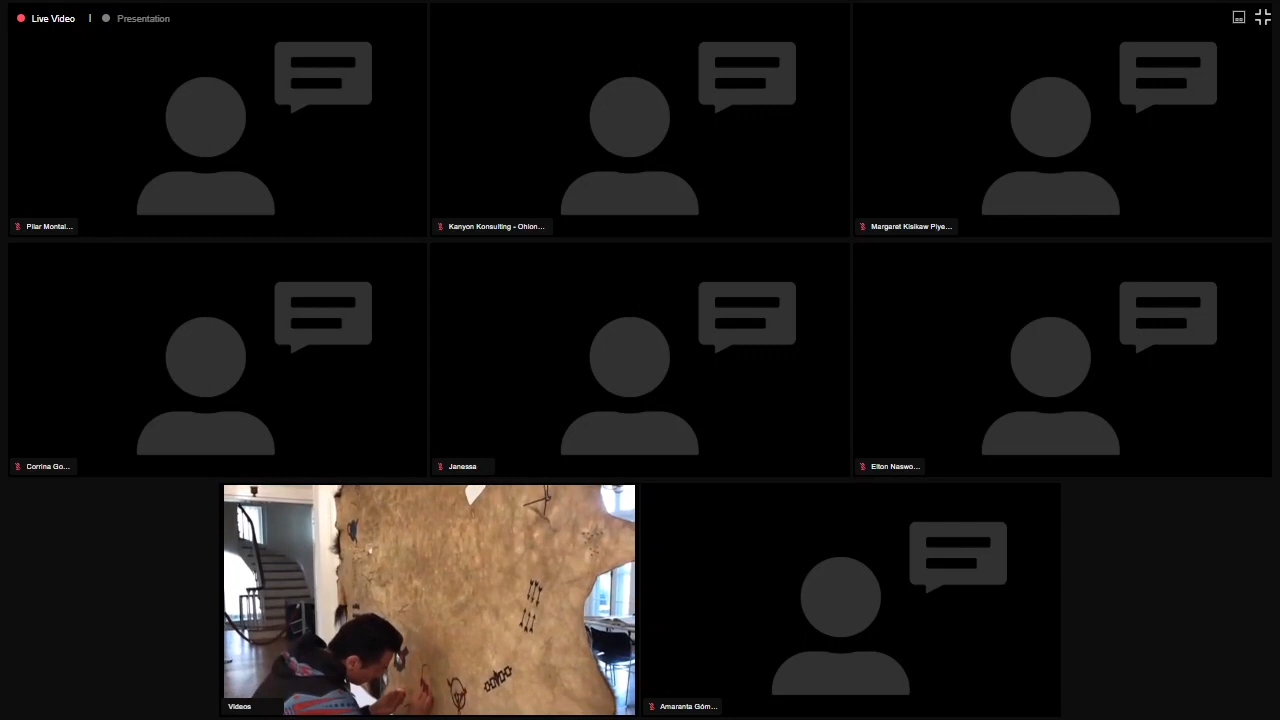 Live Video | Presentation
Pilar Montal...
Kanyon Konsulting - Ohlon...
Margaret Kisikaw Piye...
Corrina Go...
Janessa
Elton Naswo...
Videos
Amaranta Góm...